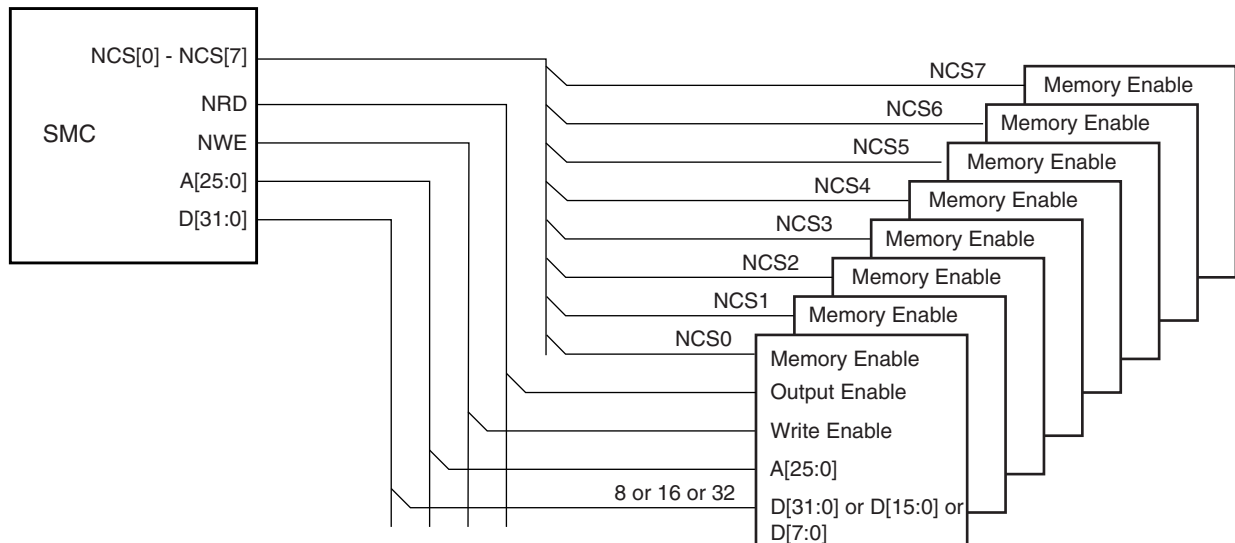 NCS[0] - NCS[7]
NRD
SMC
NWE
A[25:0]
D[31:0]
NCS7
Memory Enable
NCS6
Memory Enable
NCS5
Memory Enable
NCS4
Memory Enable
NCS3
Memory Enable
NCS2
Memory Enable
NCS1
Memory Enable
NCS0
Memory Enable
Output Enable
Write Enable
A[25:0]
8 or 16 or 32
D[31:0] or D[15:0] or
D[7:0]